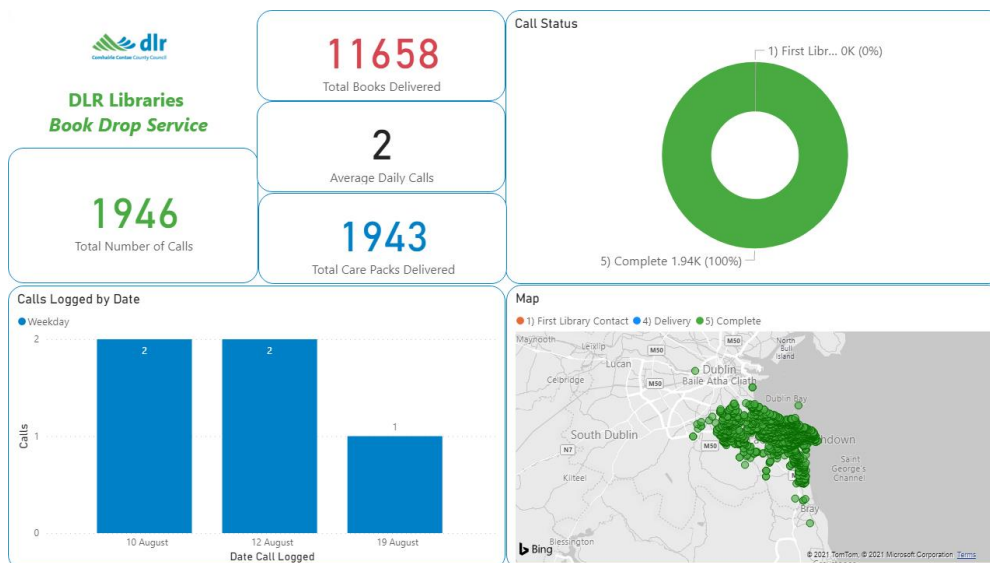 dlr
Comhairle Contae County Council
DLR Libraries
Book Drop Service
11658
Total Books Delivered
2
Average Daily Calls
1946
Total Number of Calls
1943
Total Care Packs Delivered
Call Status
1) First Libr... 0K (0%)
5) Complete 1.94K (100%)
Calls Logged by Date
Weekday
2
1
0
Calls
2
2
1
10 August
12 August
19 August
Date Call Logged
Map
1) First Library Contact
4) Delivery
5) Complete
Maynooth
Leixlip
M50
North
Bull
Island
Lucan
Dublin
Celbridge
M50
Baile Átha Cliath
Dublin Bay
South Dublin
M50
N7
Kilteel
Saint
George's
Channel
Bray
Blessington
Bing
© 2021 TomTom, © 2021 Microsoft Corporation Terms